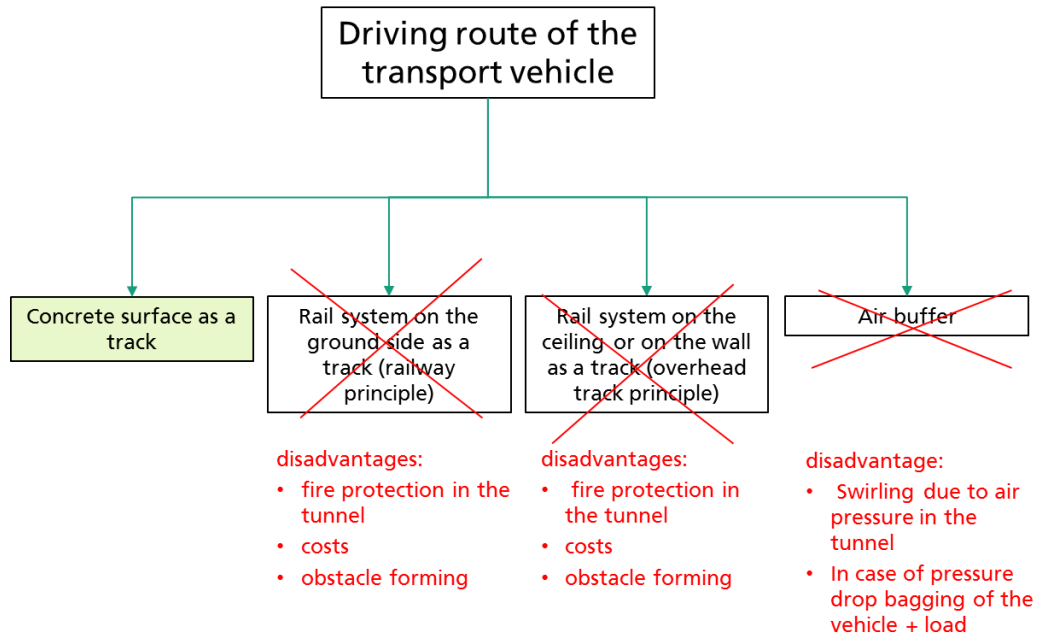 Driving route of the
transport vehicle
Concrete surface as a
track
Rail system on the
ground side as a
track (railway
principle)
Rail system on the
ceiling or on the wall
as a track (overhead
track principle)
Air buffer
disadvantages:
• fire protection in the
tunnel
• costs
• obstacle forming
disadvantages:
• fire protection in
the tunnel
• costs
• obstacle forming
disadvantage:
• Swirling due to air
pressure in the
tunnel
• In case of pressure
drop bagging of the
vehicle + load